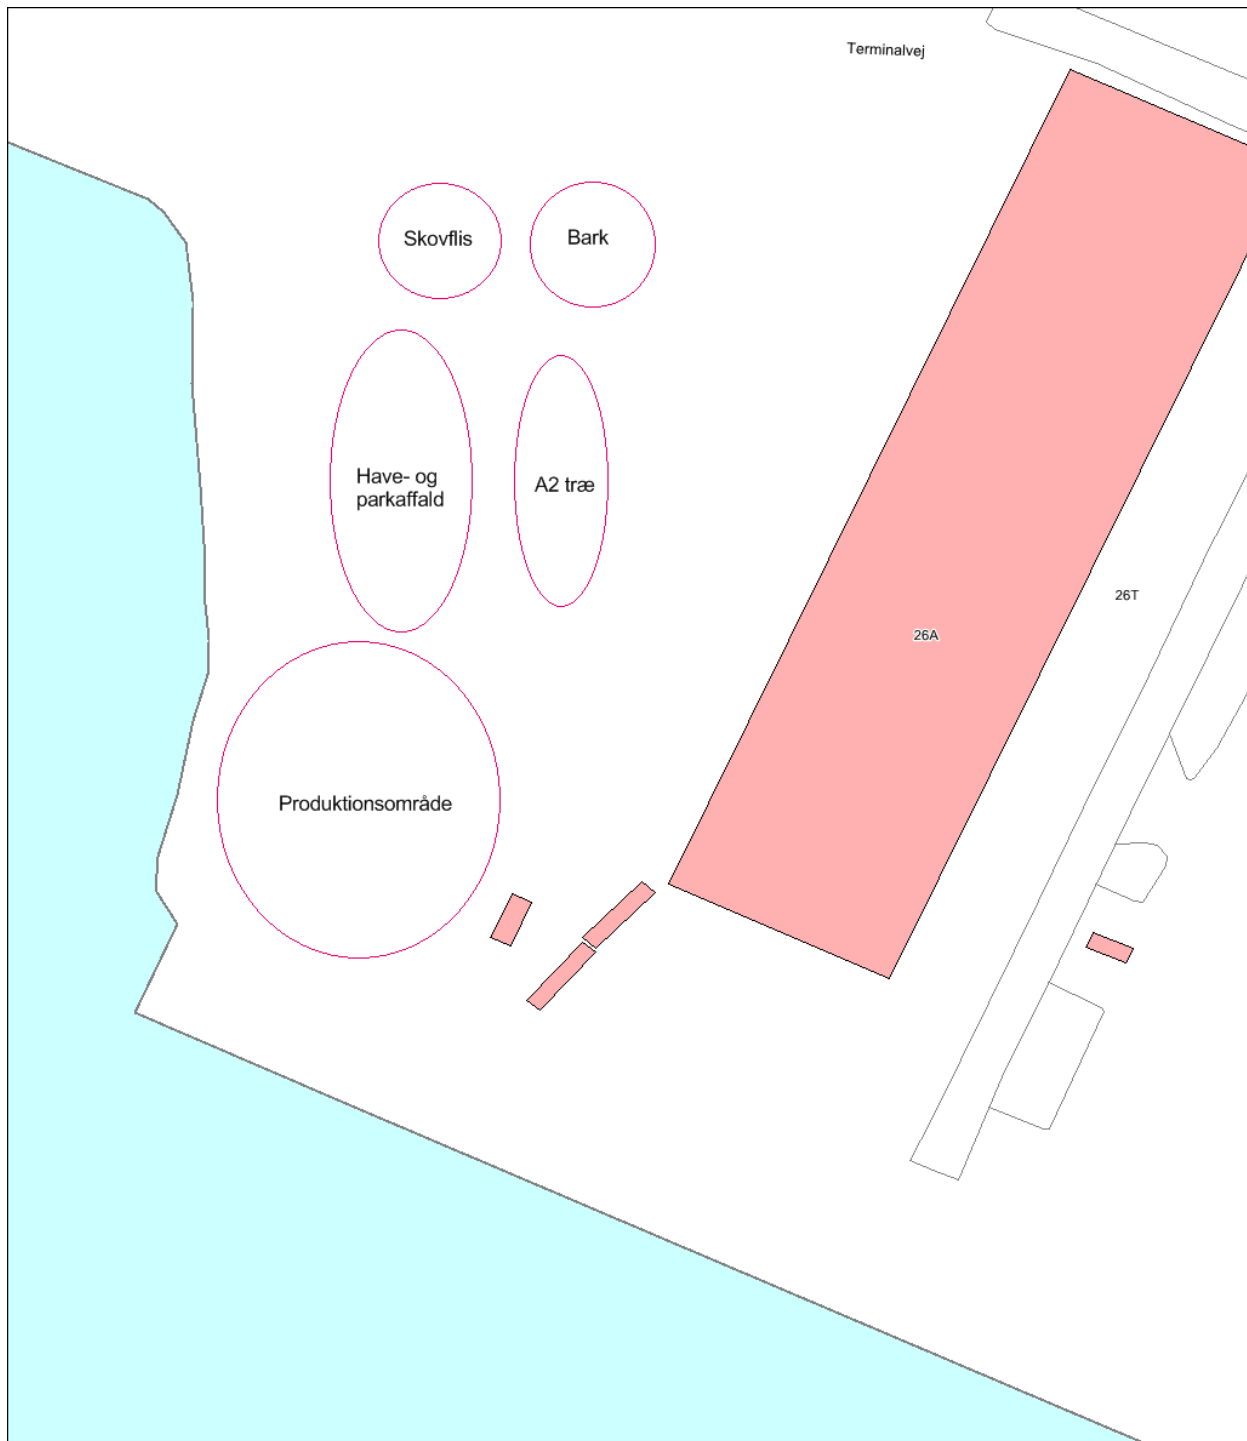 Terminalvej
Skovflis
Bark
Have- og
parkaffald
A2 træ
26T
26A
Produktionsområde